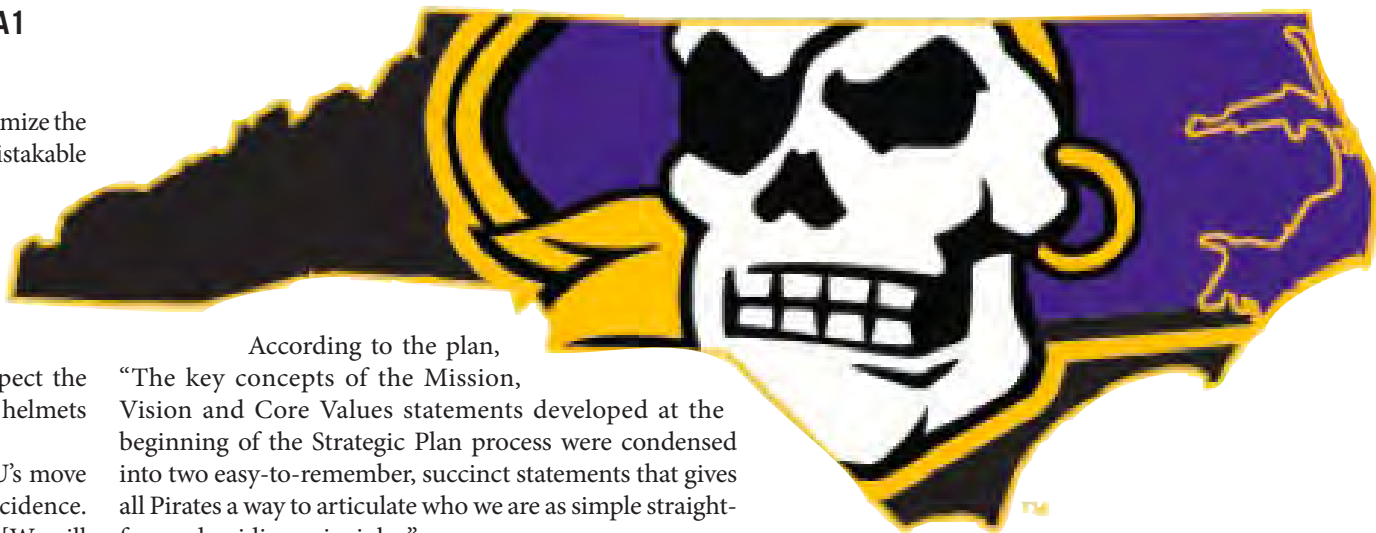 A1
mize the
istakable
pect the
helmets
J's move
cidence.
According to the plan,
“The key concepts of the Mission,
Vision and Core Values statements developed at the
beginning of the Strategic Plan process were condensed
into two easy-to-remember, succinct statements that gives
all Pirates a way to articulate who we are as simple straight-
TM